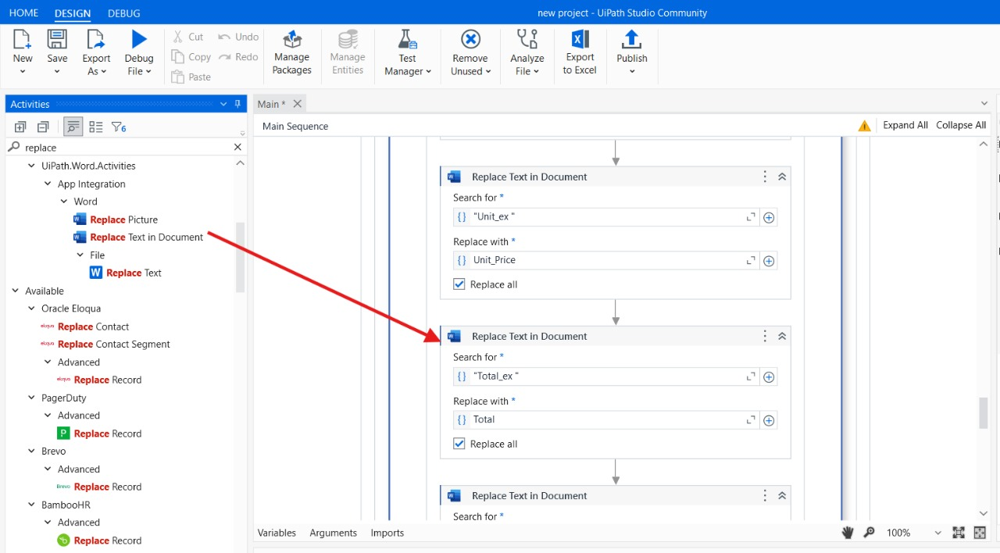 HOME DESIGN DEBUG
new project - UiPath Studio Community
New
Save
Export As
Debug File
Cut
Copy
Paste
Undo
Redo
Manage Packages
Manage Entities
Test Manager
Remove Unused
Analyze File
Export to Excel
Publish
Activities
6
replace
UiPath.Word.Activities
App Integration
Word
Replace Picture
Replace Text in Document
File
Replace Text
Available
Oracle Eloqua
eloqua Replace Contact
eloqua Replace Contact Segment
Advanced
eloqua Replace Record
PagerDuty
Advanced
P Replace Record
Brevo
Advanced
Brevo Replace Record
BambooHR
Advanced
b Replace Record
Main *
Main Sequence
Expand All Collapse All
Replace Text in Document
Search for *
{} "Unit_ex "
Replace with *
{} Unit_Price
Replace all
Replace Text in Document
Search for *
{} "Total_ex "
Replace with *
{} Total
Replace all
Replace Text in Document
Search for *
Variables Arguments Imports
100%